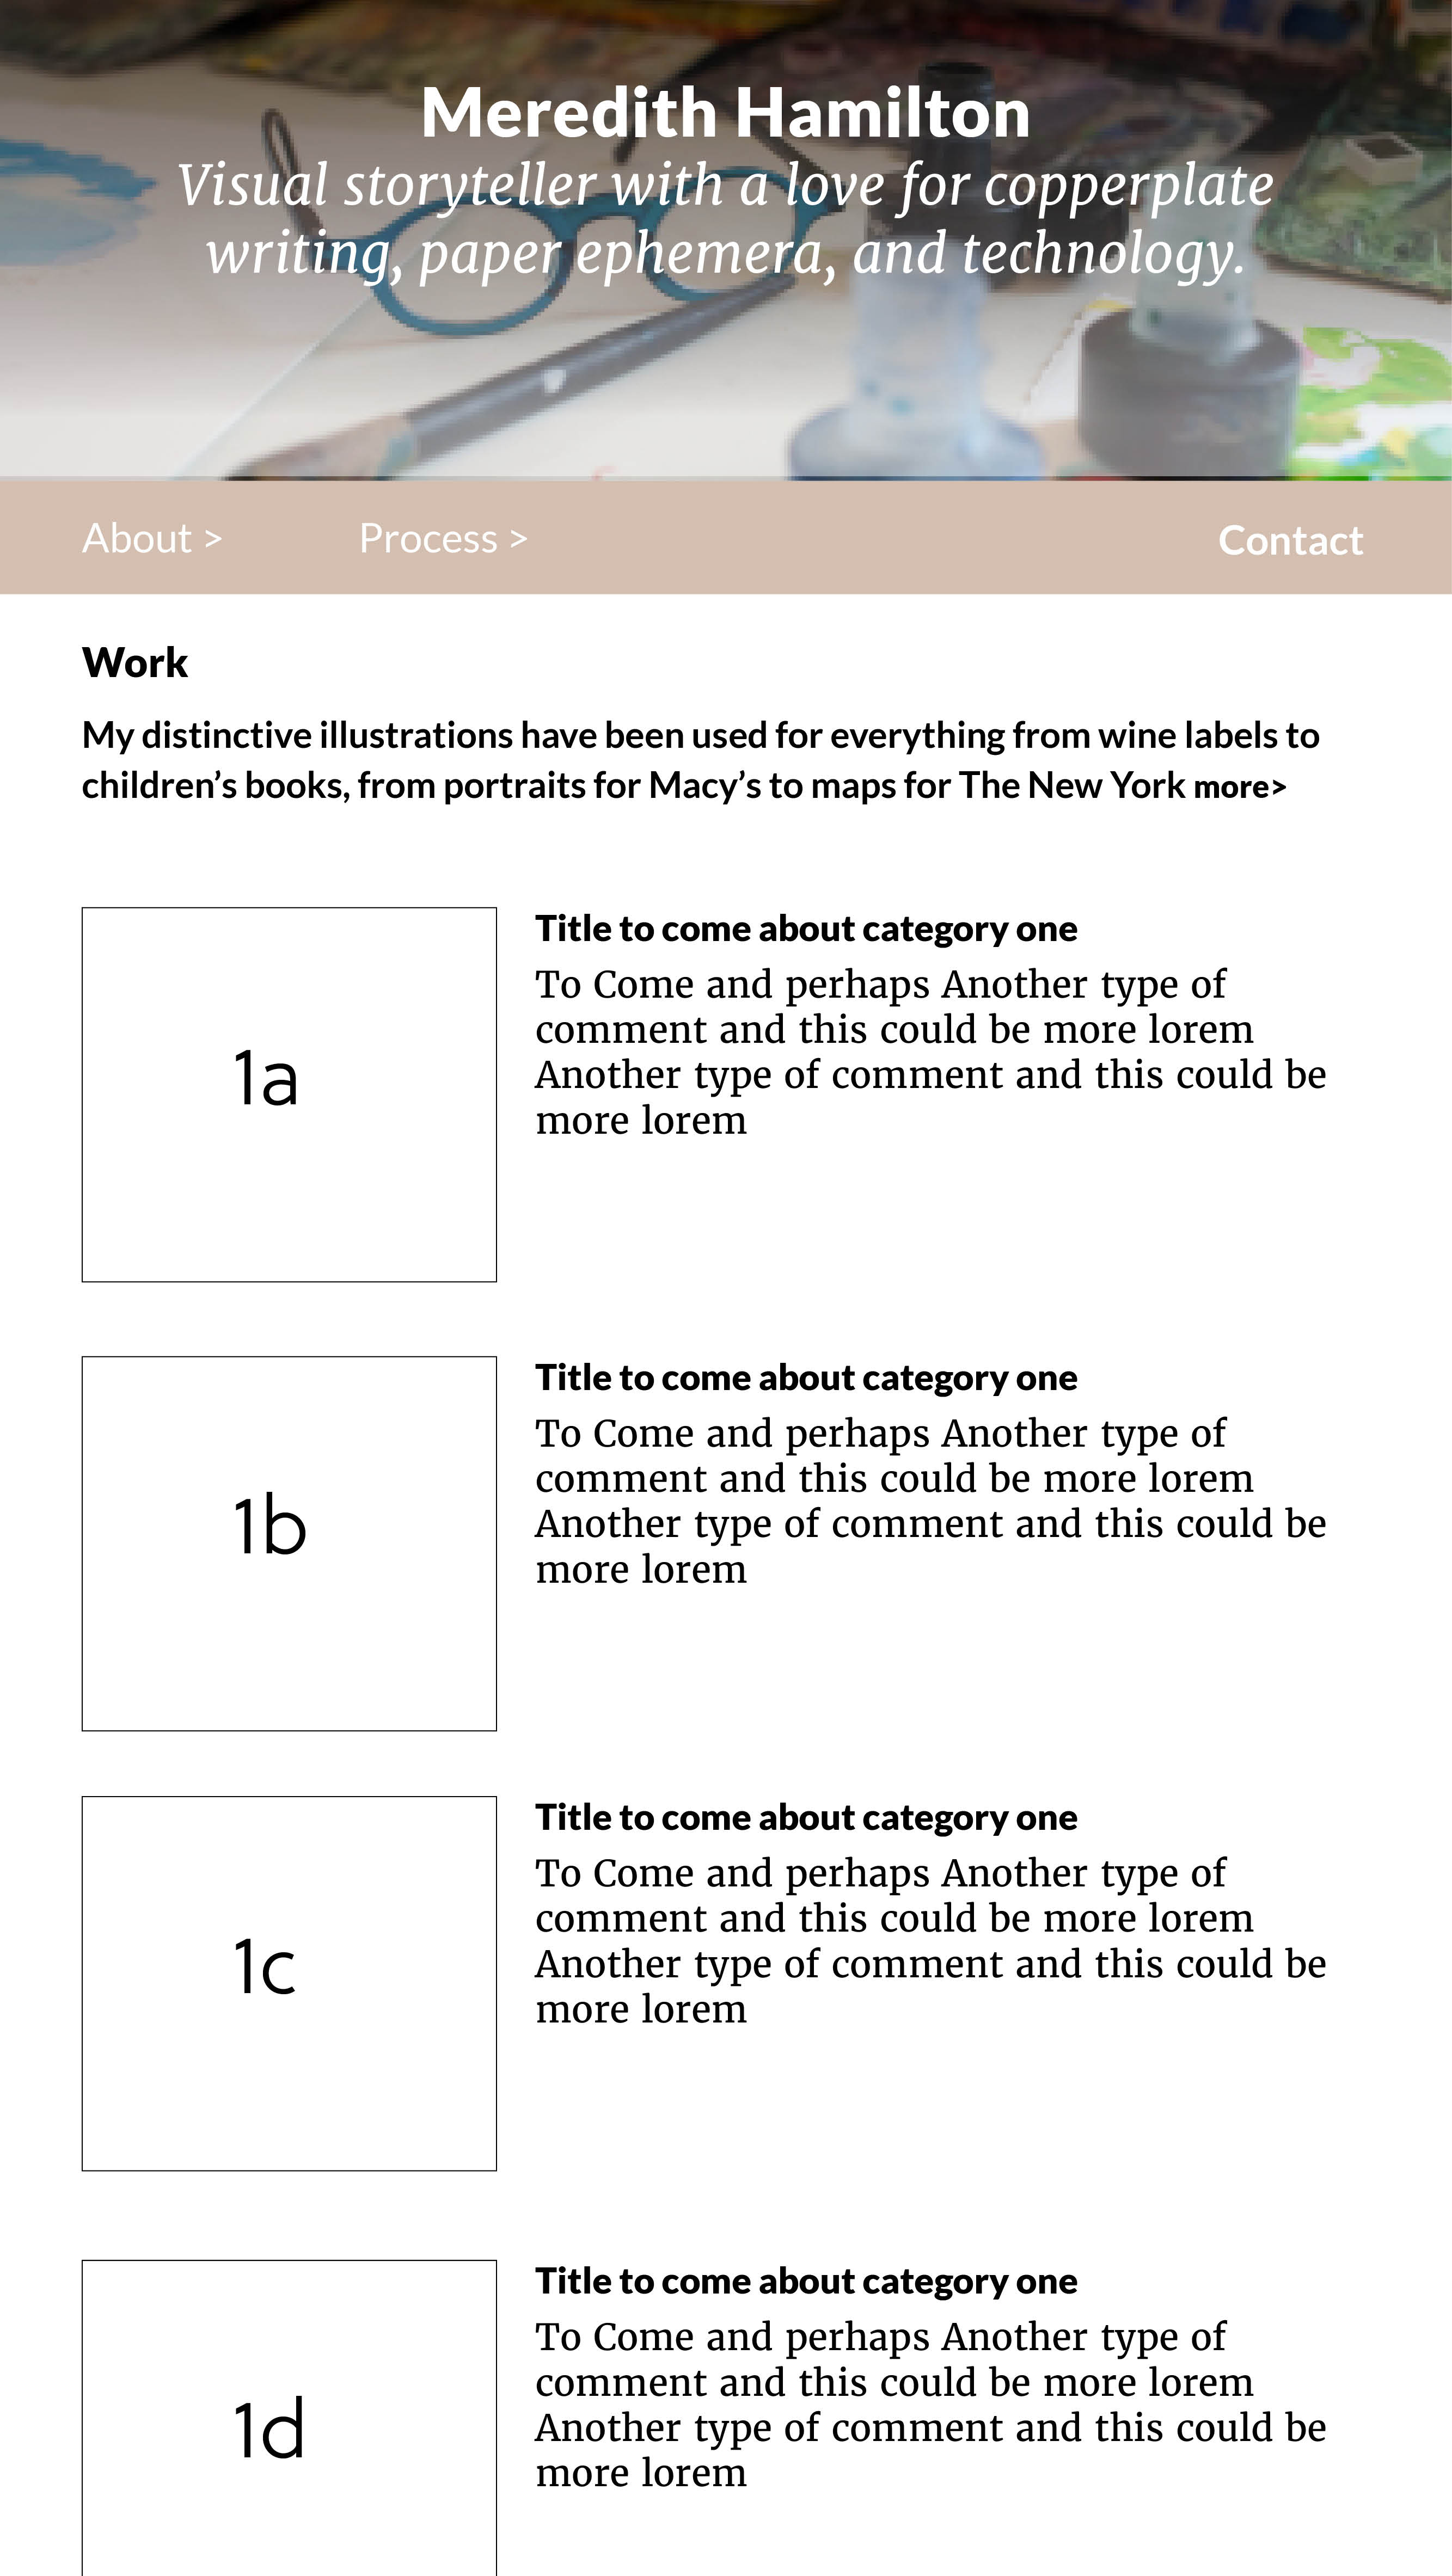 Meredith Hamilton
Visual storyteller with a love for copperplate
writing, paper ephemera, and technology.
About >
Process >
Contact
Work
My distinctive illustrations have been used for everything from wine labels to
children’s books, from portraits for Macy’s to maps for The New York more>
1a
Title to come about category one
To Come and perhaps Another type of
comment and this could be more lorem
Another type of comment and this could be
more lorem
1b
Title to come about category one
To Come and perhaps Another type of
comment and this could be more lorem
Another type of comment and this could be
more lorem
1c
Title to come about category one
To Come and perhaps Another type of
comment and this could be more lorem
Another type of comment and this could be
more lorem
1d
Title to come about category one
To Come and perhaps Another type of
comment and this could be more lorem
Another type of comment and this could be
more lorem